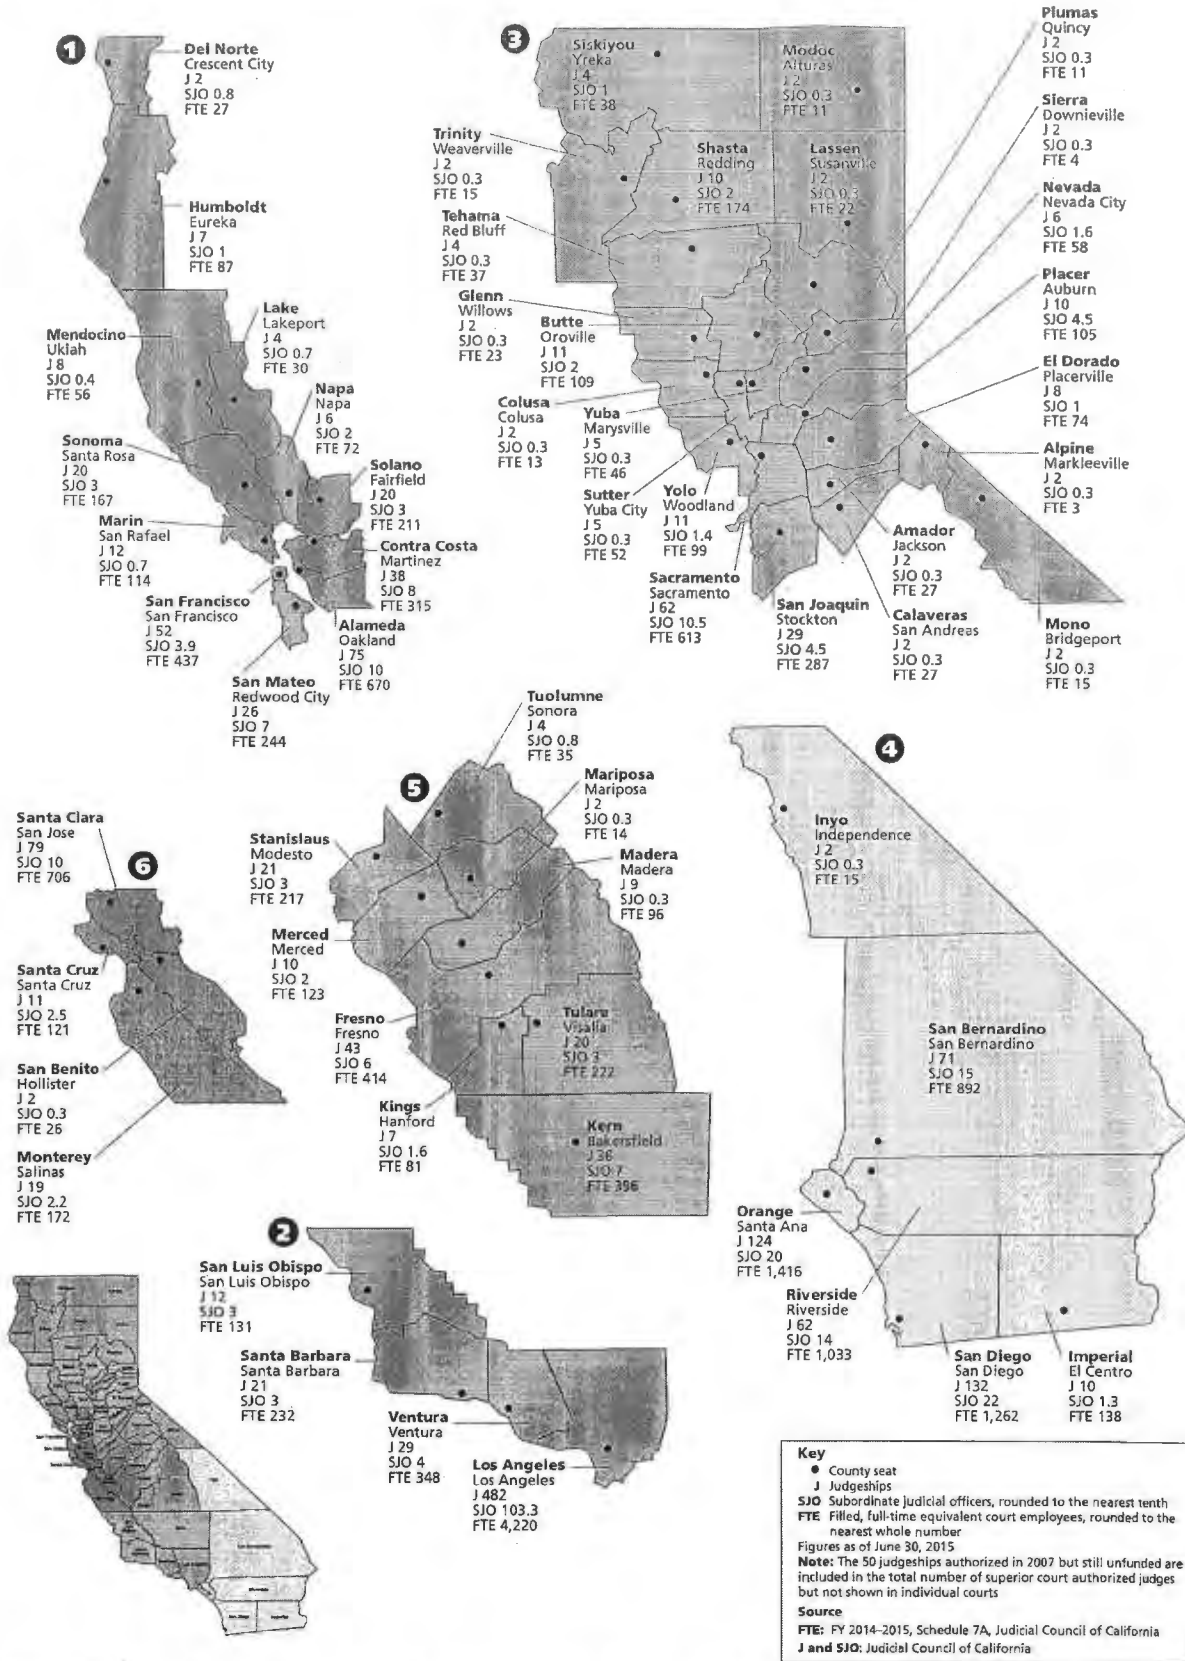 1
Del Norte
Crescent City
J 2
SJO 0.8
FTE 27
Humboldt
Eureka
J 7
SJO 1
FTE 87
Mendocino
Ukiah
J 8
SJO 0.4
FTE 56
Lake
Lakeport
J 4
SJO 0.7
FTE 30
Napa
Napa
J 6
SJO 2
FTE 72
Sonoma
Santa Rosa
J 20
SJO 3
FTE 167
Solano
Fairfield
J 20
SJO 3
FTE 211
Marin
San Rafael
J 12
SJO 0.7
FTE 114
Contra Costa
Martinez
J 38
SJO 8
FTE 315
San Francisco
San Francisco
J 52
SJO 3.9
FTE 437
Alameda
Oakland
J 75
SJO 10
FTE 670
San Mateo
Redwood City
J 26
SJO 7
FTE 244
3
Siskiyou
Yreka
J 4
SJO 1
FTE 38
Modoc
Alturas
J 2
SJO 0.3
FTE 11
Plumas
Quincy
J 2
SJO 0.3
FTE 11
Sierra
Downieville
J 2
SJO 0.3
FTE 4
Trinity
Weaverville
J 2
SJO 0.3
FTE 15
Shasta
Redding
J 10
SJO 2
FTE 174
Lassen
Susanville
J 2
SJO 0.3
FTE 22
Nevada
Nevada City
J 6
SJO 1.6
FTE 58
Tehama
Red Bluff
J 4
SJO 0.3
FTE 37
Placer
Auburn
J 10
SJO 4.5
FTE 105
Glenn
Willows
J 2
SJO 0.3
FTE 23
Butte
Oroville
J 11
SJO 2
FTE 109
El Dorado
Placerville
J 8
SJO 1
FTE 74
Colusa
Colusa
J 2
SJO 0.3
FTE 13
Yuba
Marysville
J 5
SJO 0.3
FTE 46
Alpine
Markleeville
J 2
SJO 0.3
FTE 3
Sutter
Yuba City
J 5
SJO 0.3
FTE 52
Yolo
Woodland
J 11
SJO 1.4
FTE 99
Amador
Jackson
J 2
SJO 0.3
FTE 27
Sacramento
Sacramento
J 62
SJO 10.5
FTE 613
San Joaquin
Stockton
J 29
SJO 4.5
FTE 287
Calaveras
San Andreas
J 2
SJO 0.3
FTE 27
Mono
Bridgeport
J 2
SJO 0.3
FTE 15
5
Tuolumne
Sonora
J 4
SJO 0.8
FTE 35
Mariposa
Mariposa
J 2
SJO 0.3
FTE 14
Stanislaus
Modesto
J 21
SJO 3
FTE 217
Madera
Madera
J 9
SJO 0.3
FTE 96
Merced
Merced
J 10
SJO 2
FTE 123
Fresno
Fresno
J 43
SJO 6
FTE 414
Tulare
Visalia
J 20
SJO 3
FTE 222
Kings
Hanford
J 7
SJO 1.6
FTE 81
Kern
Bakersfield
J 36
SJO 7
FTE 396
6
Santa Clara
San Jose
J 79
SJO 10
FTE 706
Santa Cruz
Santa Cruz
J 11
SJO 2.5
FTE 121
San Benito
Hollister
J 2
SJO 0.3
FTE 26
Monterey
Salinas
J 19
SJO 2.2
FTE 172
4
Inyo
Independence
J 2
SJO 0.3
FTE 15
San Bernardino
San Bernardino
J 71
SJO 15
FTE 892
Orange
Santa Ana
J 124
SJO 20
FTE 1,416
Riverside
Riverside
J 62
SJO 14
FTE 1,033
San Diego
San Diego
J 132
SJO 22
FTE 1,262
Imperial
El Centro
J 10
SJO 1.3
FTE 138
2
San Luis Obispo
San Luis Obispo
J 12
SJO 3
FTE 131
Santa Barbara
Santa Barbara
J 21
SJO 3
FTE 232
Ventura
Ventura
J 29
SJO 4
FTE 348
Los Angeles
Los Angeles
J 482
SJO 103.3
FTE 4,220
Key
County seat
J Judgeships
SJO Subordinate judicial officers, rounded to the nearest tenth
FTE Filled, full-time equivalent court employees, rounded to the
nearest whole number
Figures as of June 30, 2015
Note: The 50 judgeships authorized in 2007 but still unfunded are
included in the total number of superior court authorized judges
but not shown in individual courts
Source
FTE: FY 2014–2015, Schedule 7A, Judicial Council of California
J and SJO: Judicial Council of California